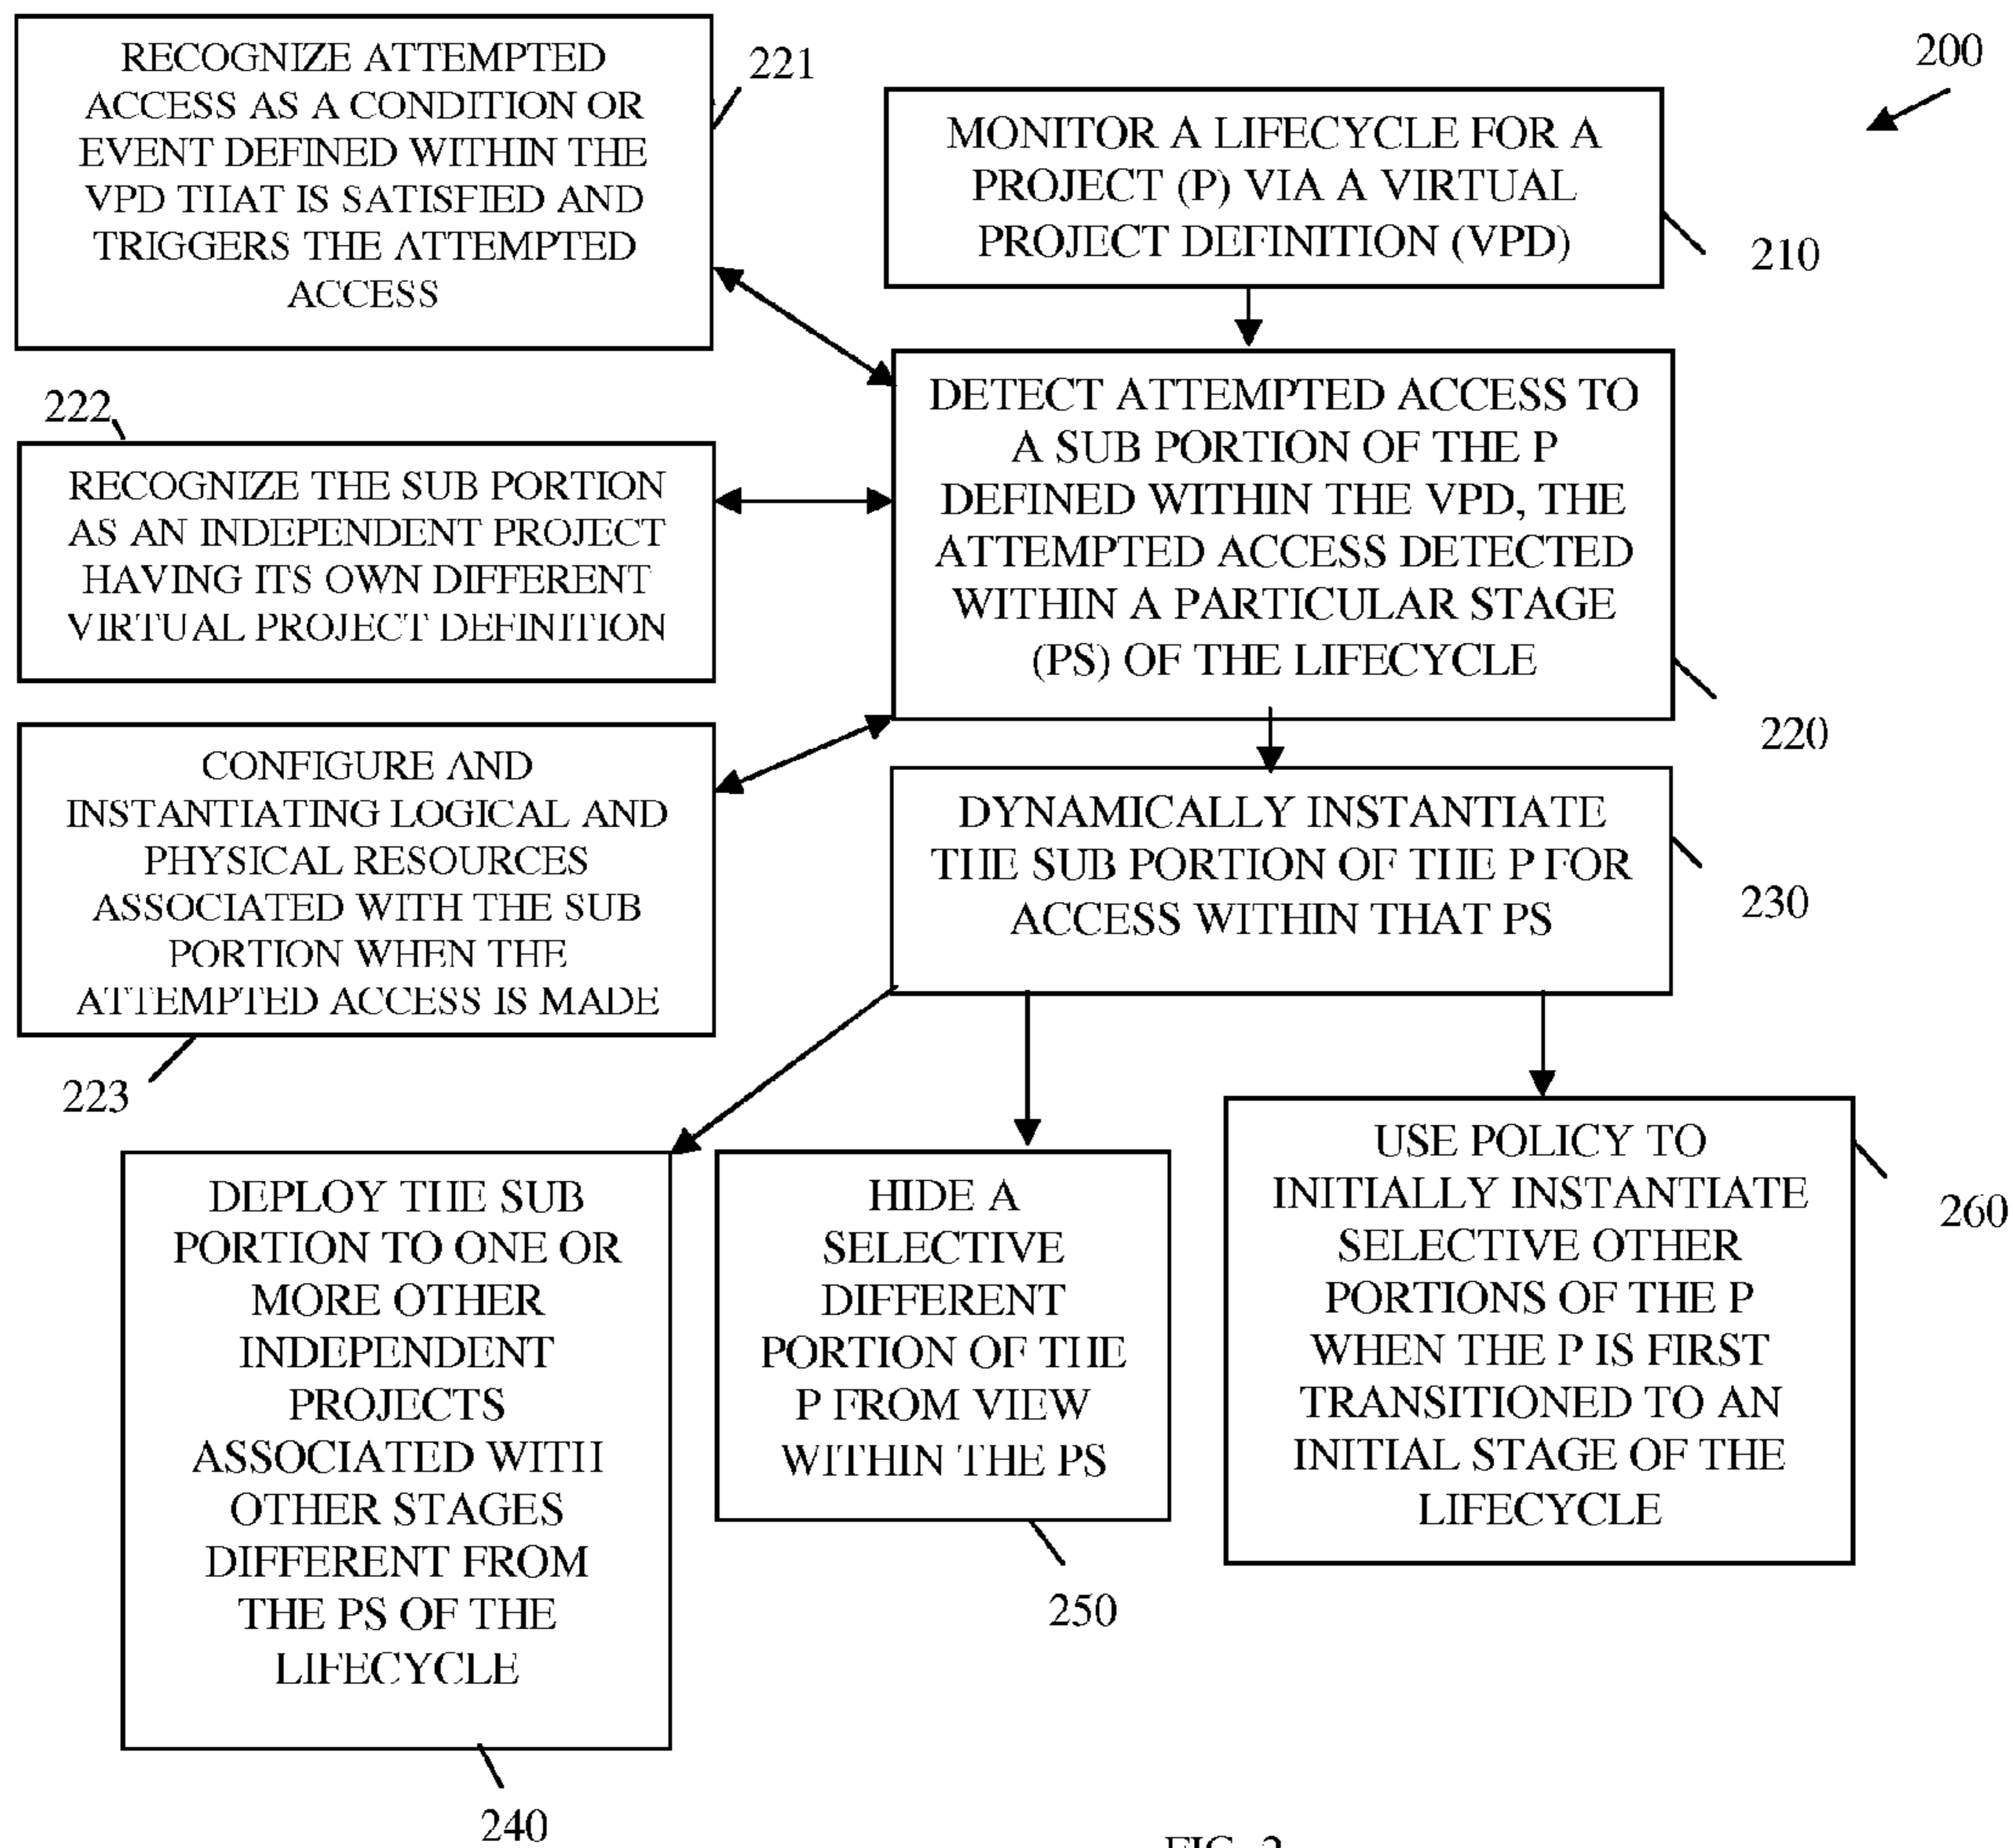 200
RECOGNIZE ATTEMPTED
ACCESS AS A CONDITION OR
EVENT DEFINED WITHIN THE
VPD THAT IS SATISFIED AND
TRIGGERS THE ATTEMPTED
ACCESS
221
MONITOR A LIFECYCLE FOR A
PROJECT (P) VIA A VIRTUAL
PROJECT DEFINITION (VPD)
210
222
RECOGNIZE THE SUB PORTION
AS AN INDEPENDENT PROJECT
HAVING ITS OWN DIFFERENT
VIRTUAL PROJECT DEFINITION
DETECT ATTEMPTED ACCESS TO
A SUB PORTION OF THE P
DEFINED WITHIN THE VPD, THE
ATTEMPTED ACCESS DETECTED
WITHIN A PARTICULAR STAGE
(PS) OF THE LIFECYCLE
220
CONFIGURE AND
INSTANTIATING LOGICAL AND
PHYSICAL RESOURCES
ASSOCIATED WITH THE SUB
PORTION WHEN THE
ATTEMPTED ACCESS IS MADE
223
DYNAMICALLY INSTANTIATE
THE SUB PORTION OF THE P FOR
ACCESS WITHIN THAT PS
230
DEPLOY THE SUB
PORTION TO ONE OR
MORE OTHER
INDEPENDENT
PROJECTS
ASSOCIATED WITH
OTHER STAGES
DIFFERENT FROM
THE PS OF THE
LIFECYCLE
240
HIDE A
SELECTIVE
DIFFERENT
PORTION OF THE
P FROM VIEW
WITHIN THE PS
250
USE POLICY TO
INITIALLY INSTANTIATE
SELECTIVE OTHER
PORTIONS OF THE P
WHEN THE P IS FIRST
TRANSITIONED TO AN
INITIAL STAGE OF THE
LIFECYCLE
260
FIG. 2